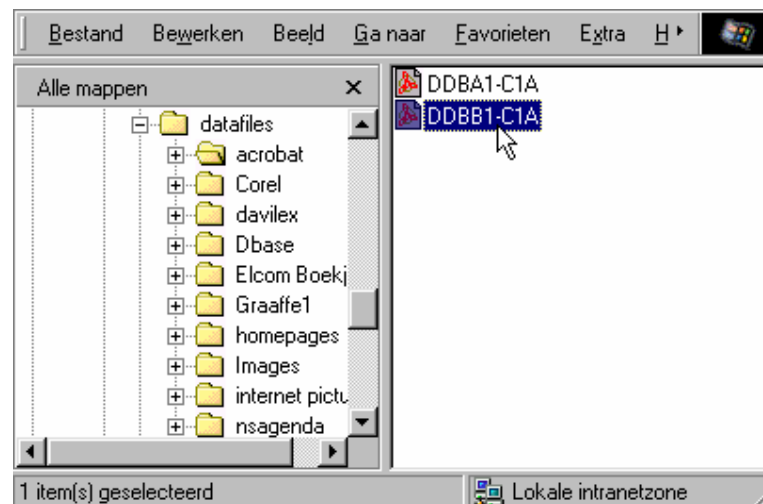 Bestand Bewerken Beeld Ga naar Favorieten Extra H
Alle mappen
datafiles
acrobat
Corel
davilex
Dbase
Elcom Boekj
Graaffe1
homepages
Images
internet pictu
nsagenda
DDBA1-C1A
DDBB1-C1A
1 item(s) geselecteerd
Lokale intranetzone